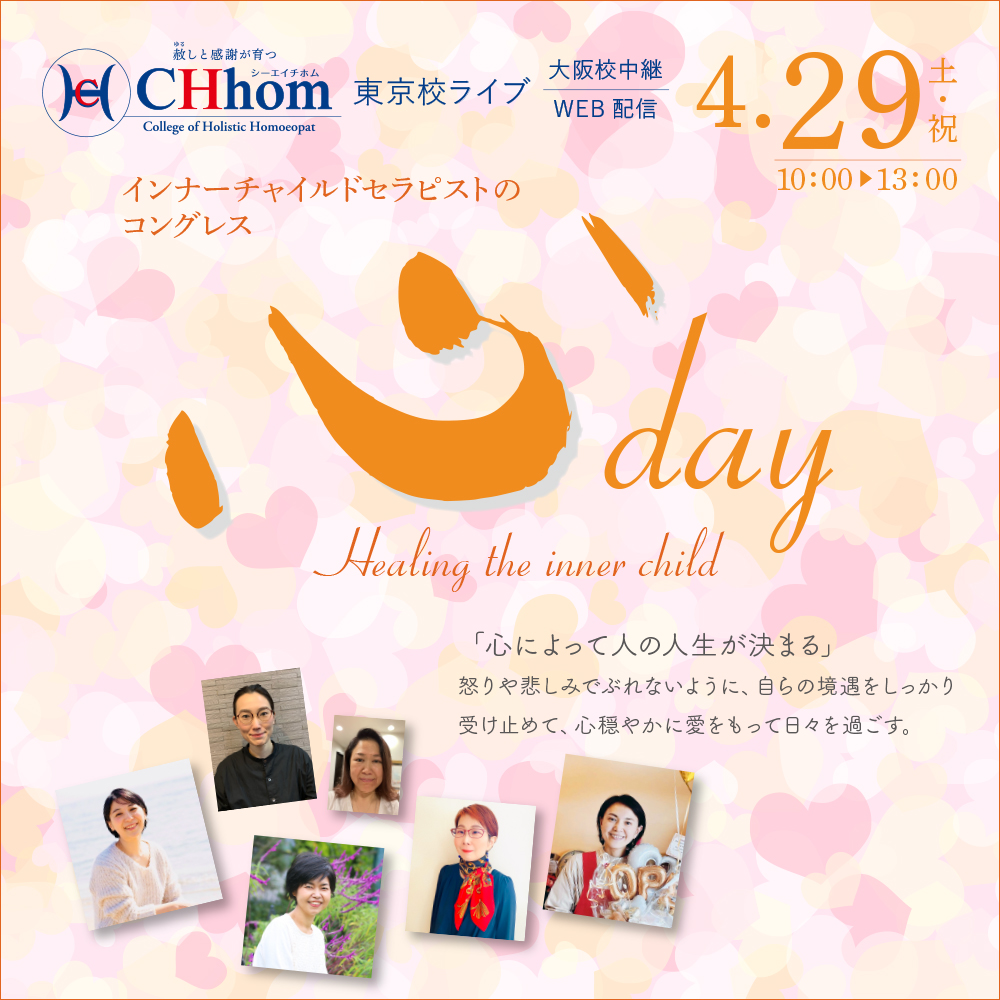 ゆる
赦しと感謝が育つ
シーエイチホム
CHhom
College of Holistic Homoeopat
東京校ライブ
大阪校中継
WEB 配信
4.29
土・祝
10:00▶13:00
インナーチャイルドセラピストの
コングレス
心day
Healing the inner child
「心によって人の人生が決まる」
怒りや悲しみでぶれないように、自らの境遇をしっかり
受け止めて、心穏やかに愛をもって日々を過ごす。